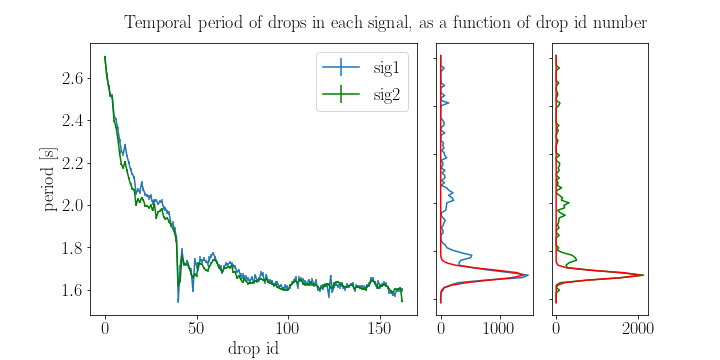 Temporal period of drops in each signal, as a function of drop id number
sig1
sig2
period [s]
2.6
2.4
2.2
2.0
1.8
1.6
0
50
100
150
0
1000
0
2000
drop id